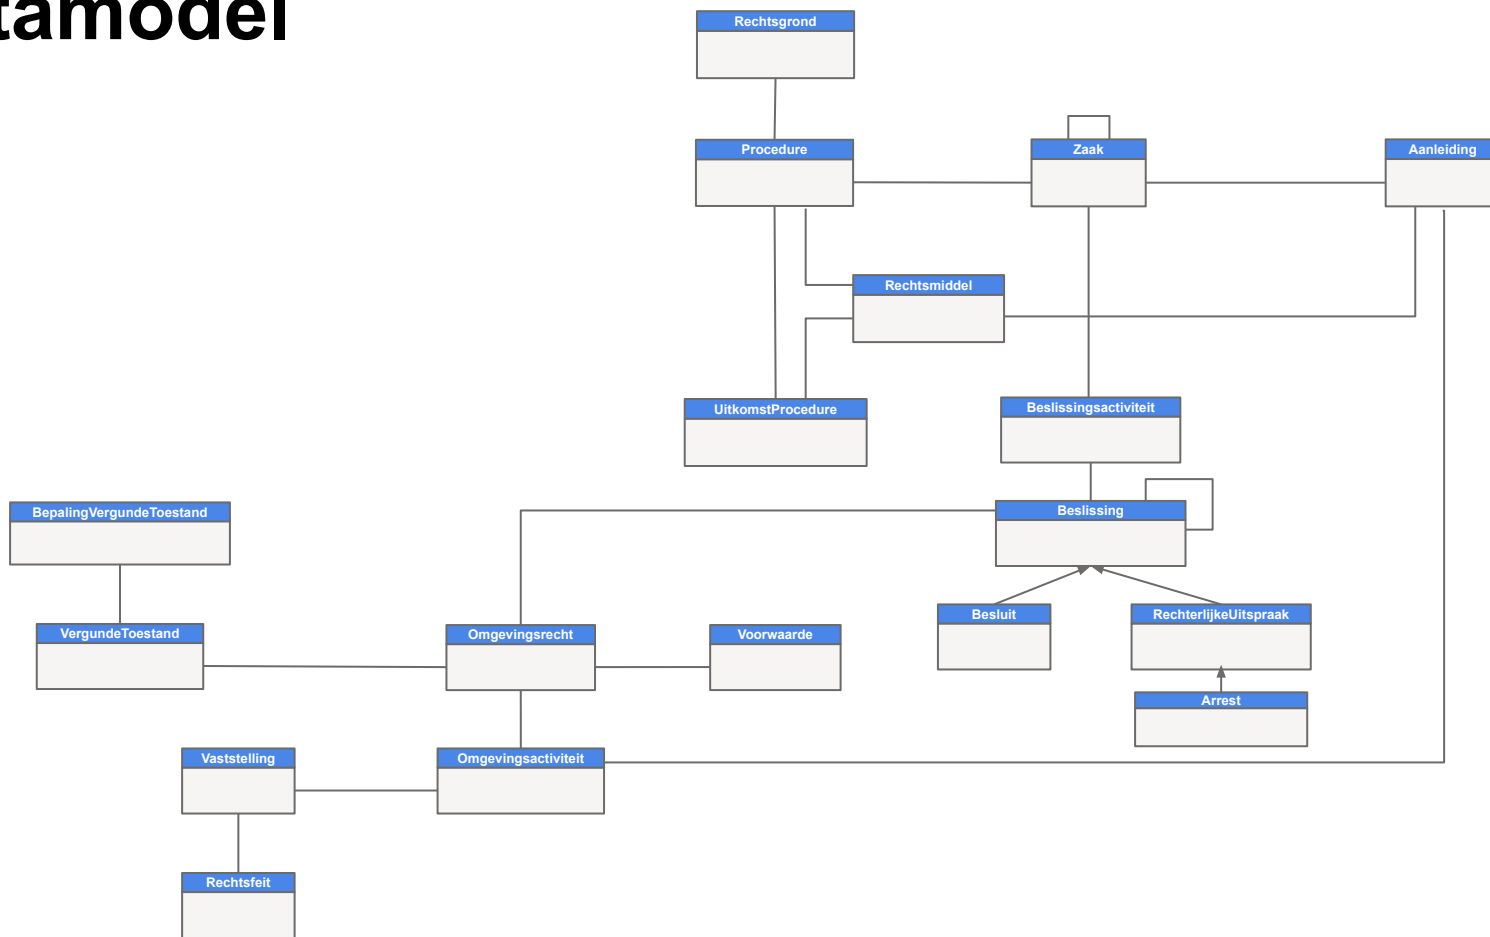 tamodel
Rechtsgrond
Procedure
Zaak
Aanleiding
Rechtsmiddel
UitkomstProcedure
Beslissingsactiviteit
BepalingVergundeToestand
Beslissing
Besluit
RechterlijkeUitspraak
VergundeToestand
Omgevingsrecht
Voorwaarde
Arrest
Vaststelling
Omgevingsactiviteit
Rechtsfeit